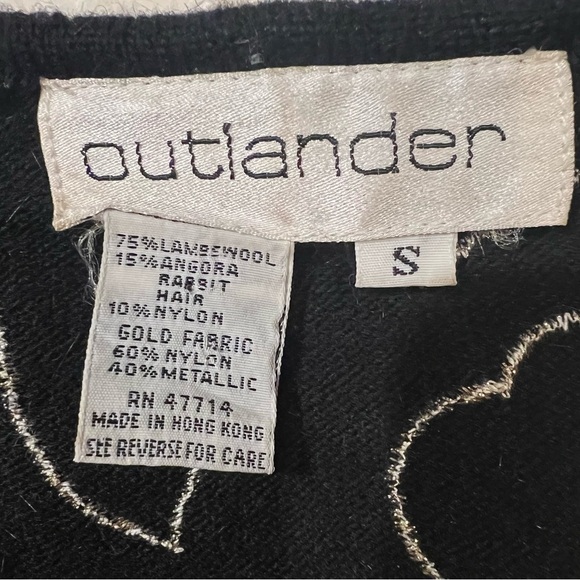 outlander
S
75%LAMBEWOOL
15%ANGORA
RABBIT
HAIR
10%NYLON
GOLD FABRIC
60%NYLON
40%METALLIC
RN 47714
MADE IN HONG KONG
SEE REVERSE FOR CARE